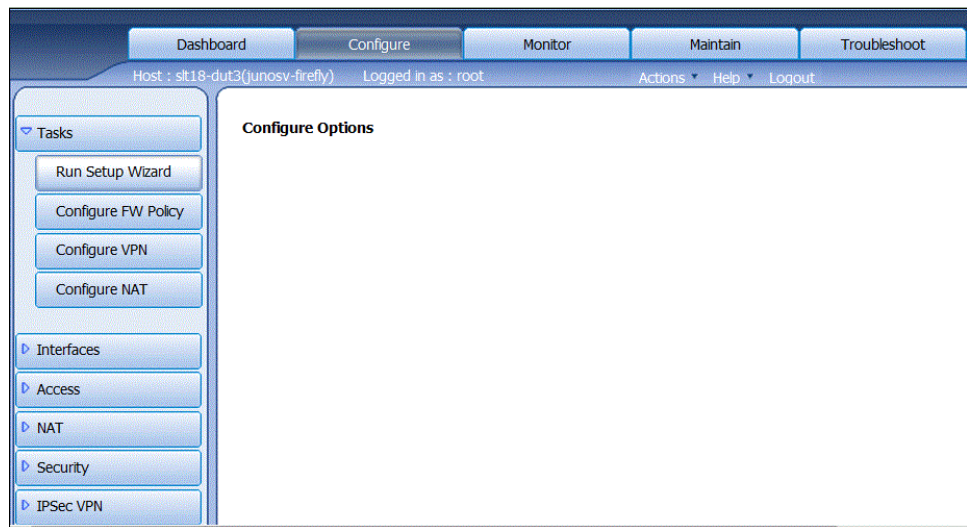 Dashboard Configure Monitor Maintain Troubleshoot
Host : slt18-dut3(junosv-firefly) Logged in as : root Actions Help Logout
Tasks
Run Setup Wizard
Configure FW Policy
Configure VPN
Configure NAT
Interfaces
Access
NAT
Security
IPSec VPN
Configure Options